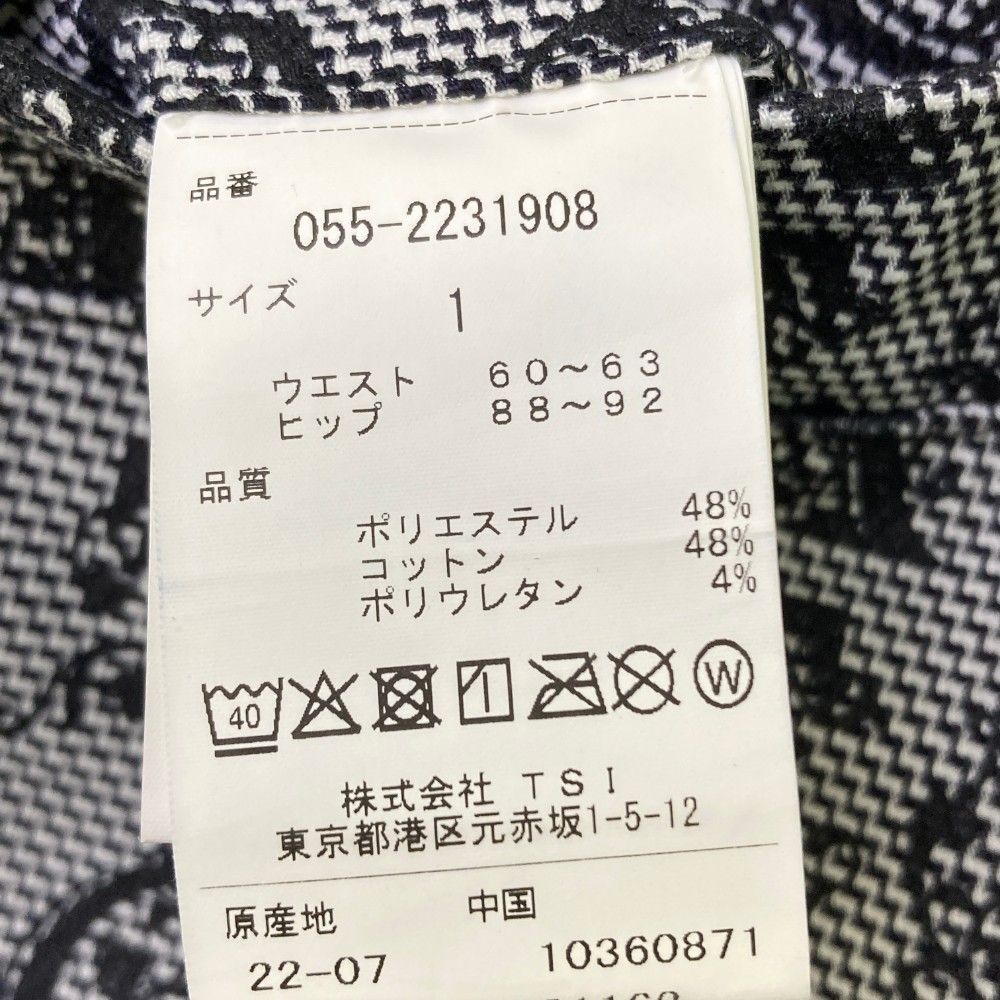 品番
055-2231908
サイズ 1
ウエスト 60～63
ヒップ 88～92
品質
ポリエステル 48%
コットン 48%
ポリウレタン 4%
40 W
株式会社 TSI
東京都港区元赤坂1-5-12
原産地 中国
22-07 10360871